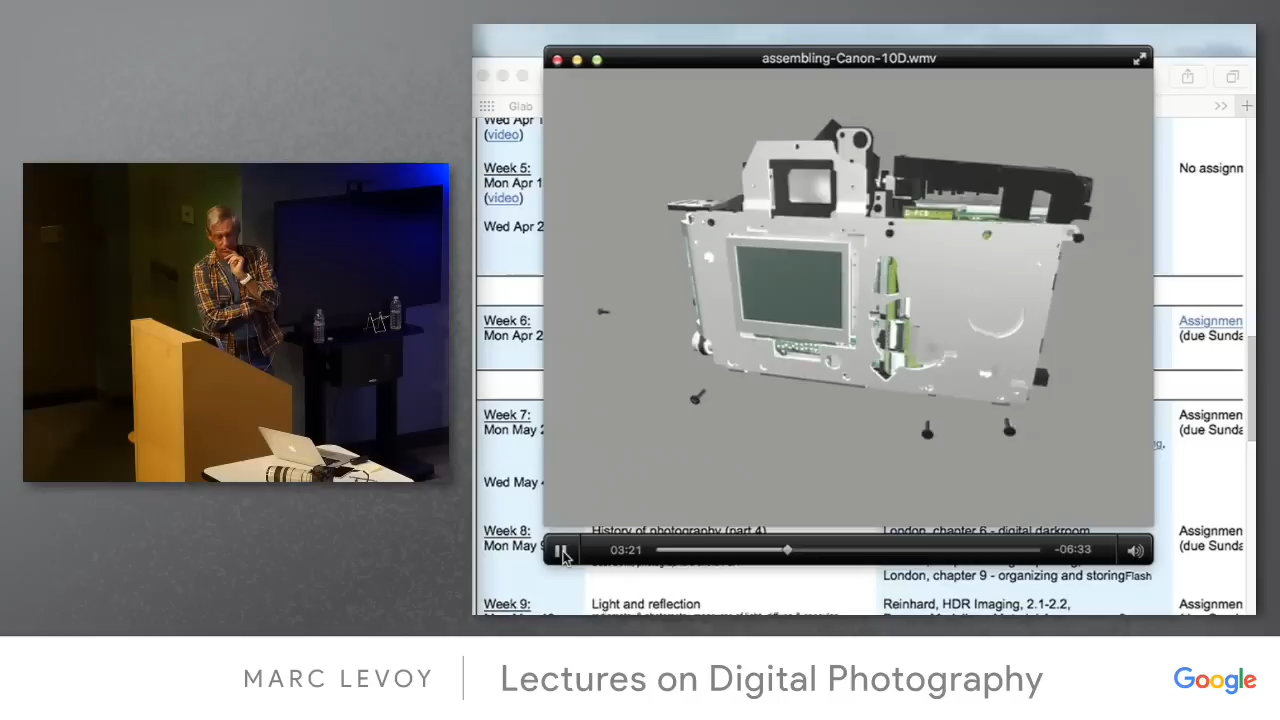 assembling-Canon-10D.wmv
Glab
Wed Apr 1
(video)
Week 5:
Mon Apr 1
(video)
Wed Apr 2
No assignn
Week 6:
Mon Apr 2
Assignmen
(due Sunda
Week 7:
Mon May 2
Assignmen
(due Sunda
Wed May
03:21
-06:33
Week 8:
Mon May 9
History of photography (part 4)
London, chapter 6 - digital darkroom
London, chapter 9 - organizing and storingFlash
Assignmen
(due Sunda
Week 9:
Light and reflection
Reinhard, HDR Imaging, 2.1-2.2,
Assignmen
MARC LEVOY
Lectures on Digital Photography
Google